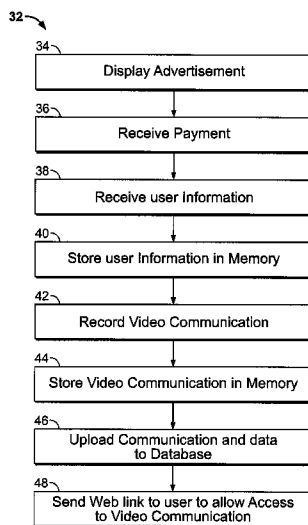 32
34
Display Advertisement
36
Receive Payment
38
Receive user Information
40
Store user Information in Memory
42
Record Video Communication
44
Store Video Communication in Memory
46
Upload Communication and data
to Database
48
Send Web link to user to allow Access
to Video Communication